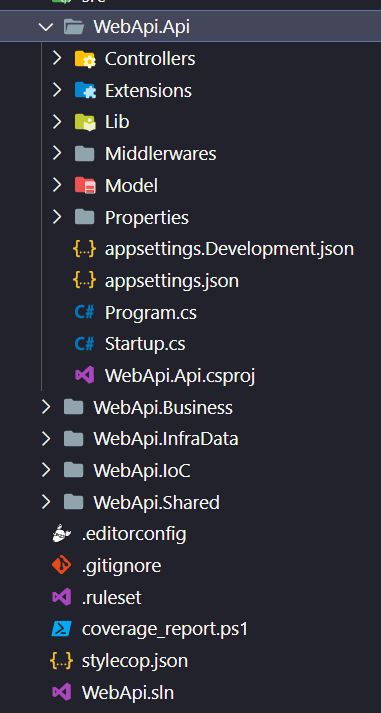 WebApi.Api
Controllers
Extensions
Lib
Middlerwares
Model
Properties
{..} appsettings.Development.json
{..} appsettings.json
C# Program.cs
C# Startup.cs
WebApi.Api.csproj
WebApi.Business
WebApi.InfraData
WebApi.IoC
WebApi.Shared
.editorconfig
.gitignore
.ruleset
coverage_report.ps1
{..} stylecop.json
WebApi.sln